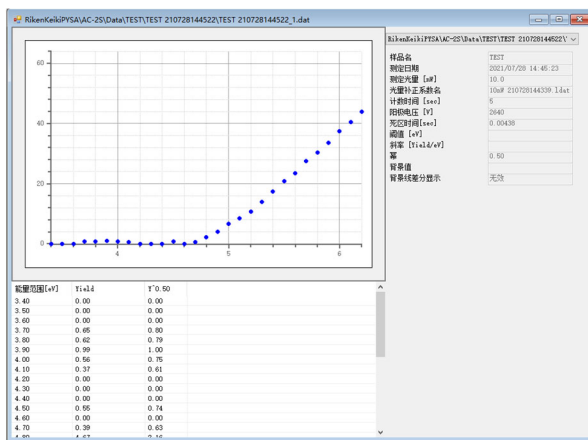 RikenKeikiPYSA\AC-2S\Data\TEST\TEST 210728144522\TEST 210728144522_1.dat
RikenKeikiPYSA\AC-2S\Data\TEST\TEST 210728144522\T
60
40
20
0
4
5
6
样品名 TEST
测定日期 2021/07/28 14:45:23
测定光量 [nW] 10.0
光量补正系数名 10nW 210728144339.ldat
计数时间 [sec] 5
阳极电压 [V] 2640
死区时间[sec] 0.00438
阈值 [eV]
斜率 [Yield/eV]
幂 0.50
背景值
背景线差分显示 无效
能量范围[eV] Yield Y^0.50
3.40 0.00 0.00
3.50 0.00 0.00
3.60 0.00 0.00
3.70 0.65 0.80
3.80 0.62 0.79
3.90 0.99 1.00
4.00 0.56 0.75
4.10 0.37 0.61
4.20 0.00 0.00
4.30 0.00 0.00
4.40 0.00 0.00
4.50 0.55 0.74
4.60 0.00 0.00
4.70 0.39 0.63
4.80 4.67 2.16